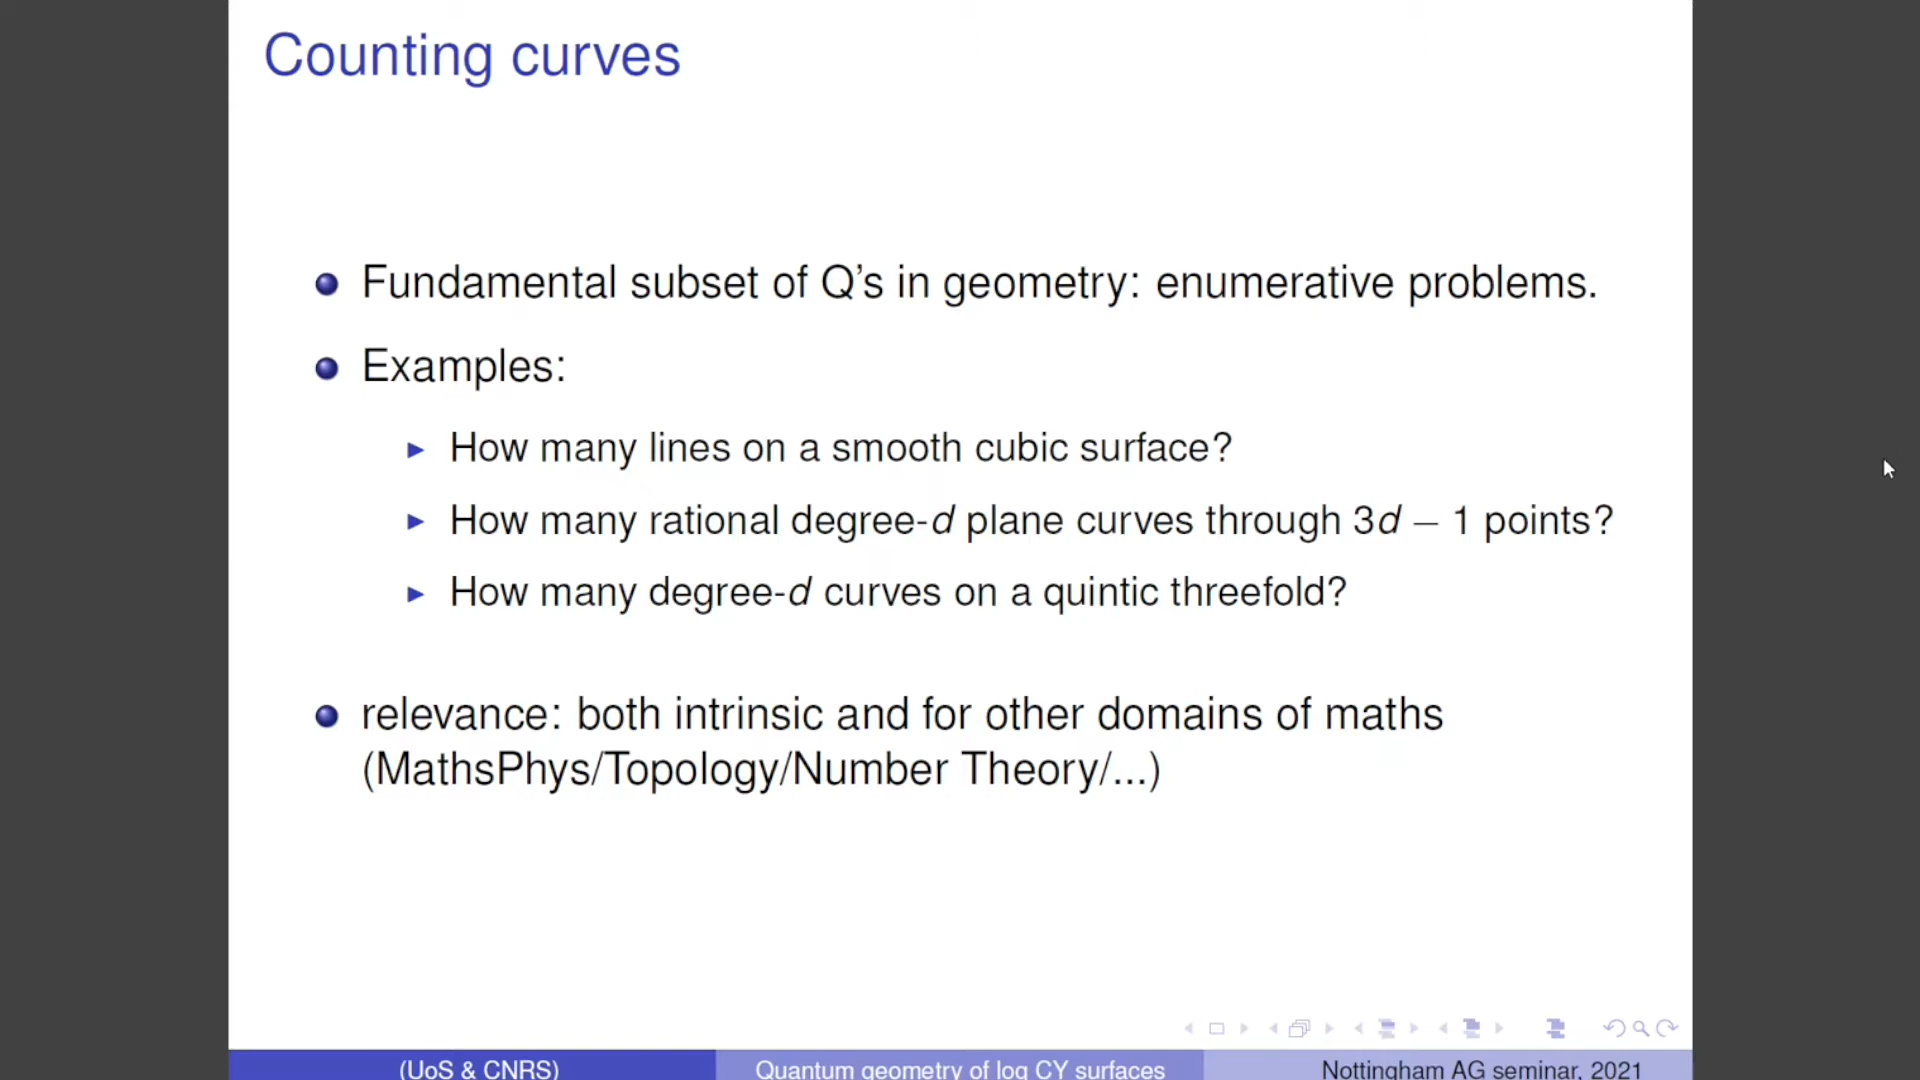 Counting curves
Fundamental subset of Q's in geometry: enumerative problems.
Examples:
How many lines on a smooth cubic surface?
How many rational degree-d plane curves through 3d − 1 points?
How many degree-d curves on a quintic threefold?
relevance: both intrinsic and for other domains of maths
(MathsPhys/Topology/Number Theory/...)
(UoS & CNRS)
Quantum geometry of log CY surfaces
Nottingham AG seminar, 2021